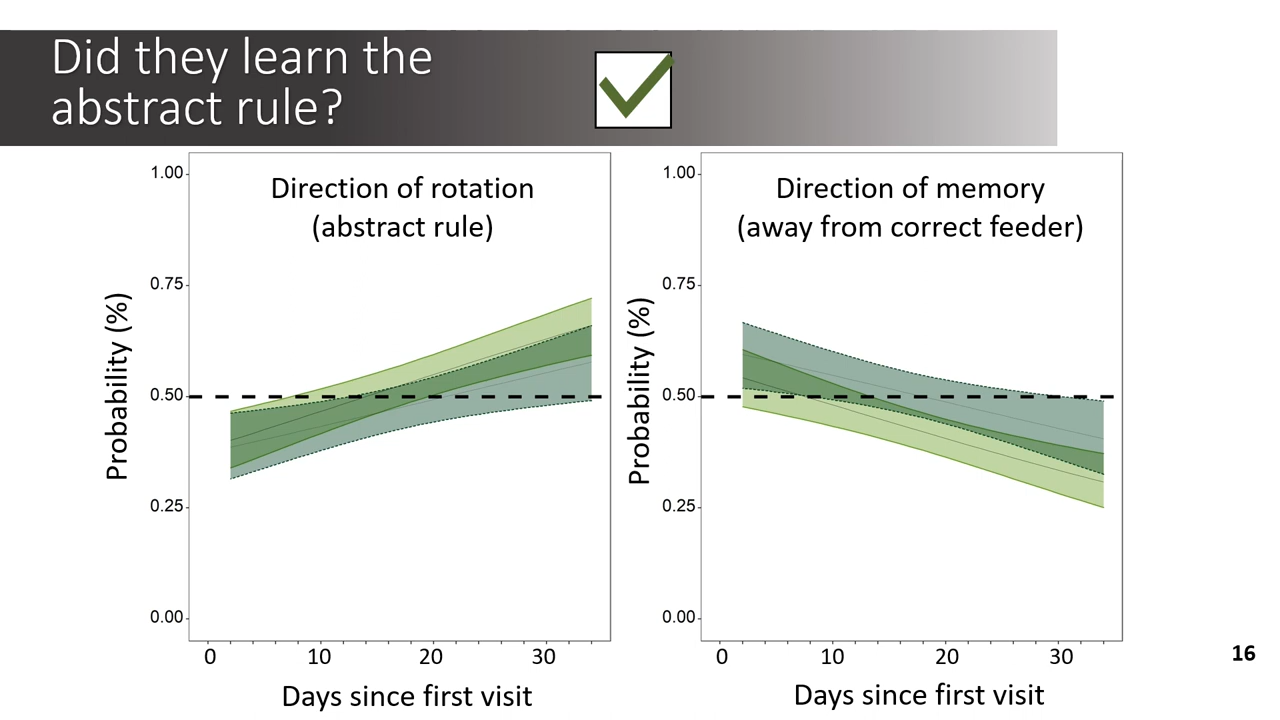 Did they learn the
abstract rule?
Direction of rotation
(abstract rule)
Probability (%)
1.00
0.75
0.50
0.25
0.00
0 10 20 30
Days since first visit
Direction of memory
(away from correct feeder)
Probability (%)
1.00
0.75
0.50
0.25
0.00
0 10 20 30
Days since first visit
16